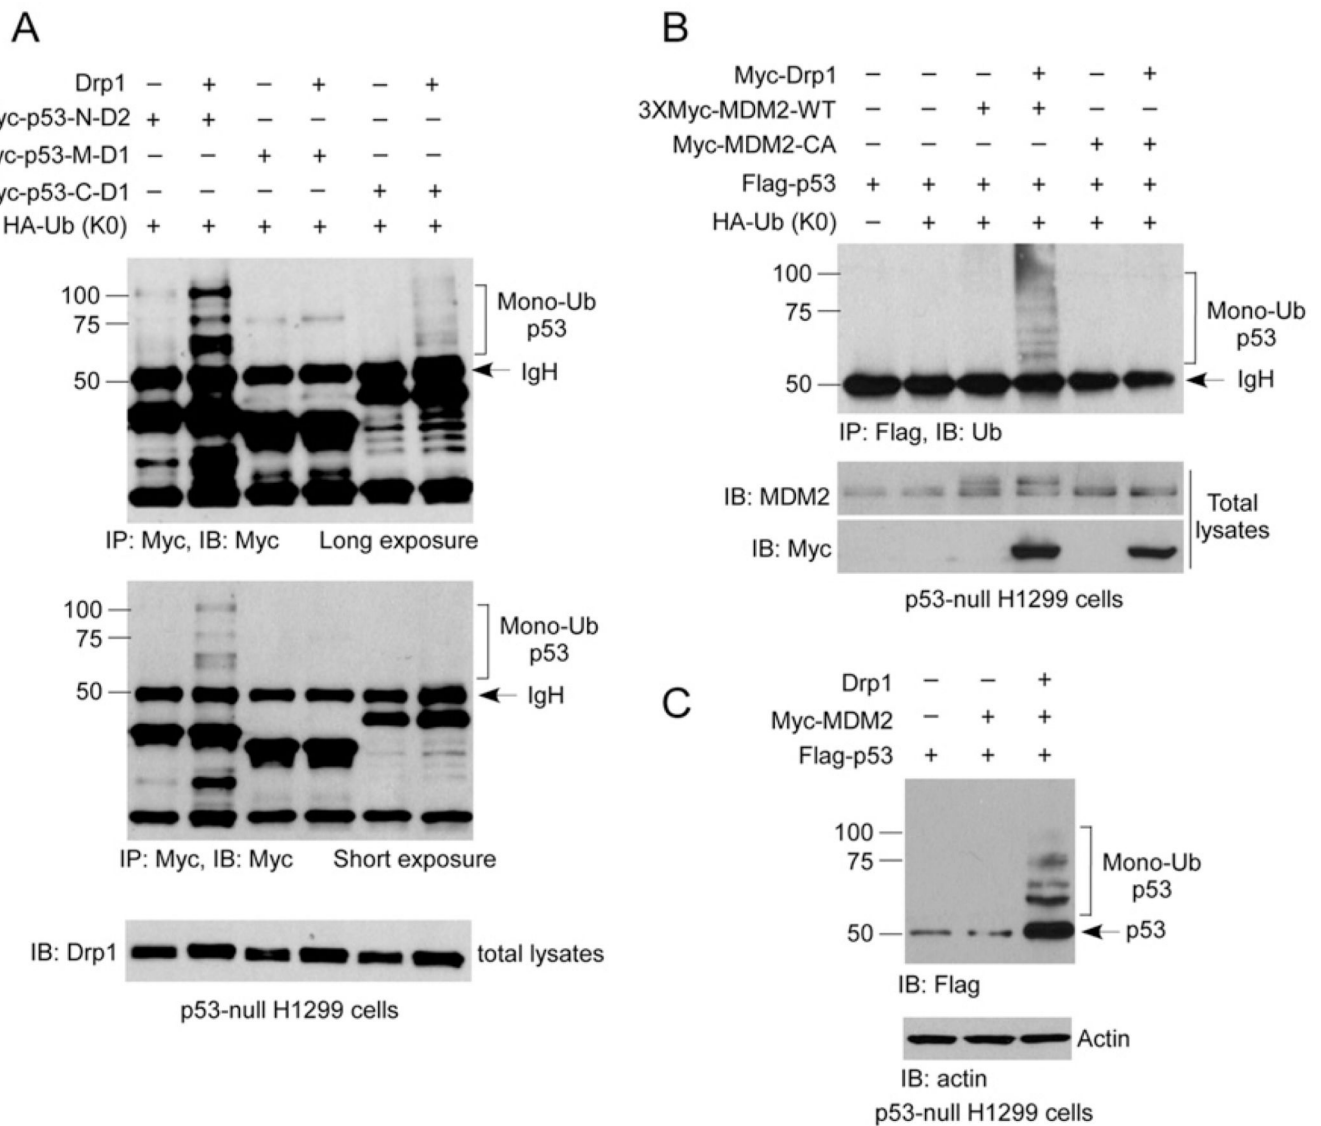 A
Drp1 − + − + − +
yc-p53-N-D2 + + − − − −
yc-p53-M-D1 − − + + − −
yc-p53-C-D1 − − − − + +
HA-Ub (K0) + + + + + +
100
75
50
Mono-Ub
p53
IgH
IP: Myc, IB: Myc Long exposure
100
75
50
Mono-Ub
p53
IgH
IP: Myc, IB: Myc Short exposure
IB: Drp1
total lysates
p53-null H1299 cells
B
Myc-Drp1 − − − + − +
3XMyc-MDM2-WT − − + + − −
Myc-MDM2-CA − − − − + +
Flag-p53 + + + + + +
HA-Ub (K0) − + + + + +
100
75
50
Mono-Ub
p53
IgH
IP: Flag, IB: Ub
IB: MDM2
IB: Myc
Total
lysates
p53-null H1299 cells
C
Drp1 − − +
Myc-MDM2 − + +
Flag-p53 + + +
100
75
50
Mono-Ub
p53
p53
IB: Flag
Actin
IB: actin
p53-null H1299 cells